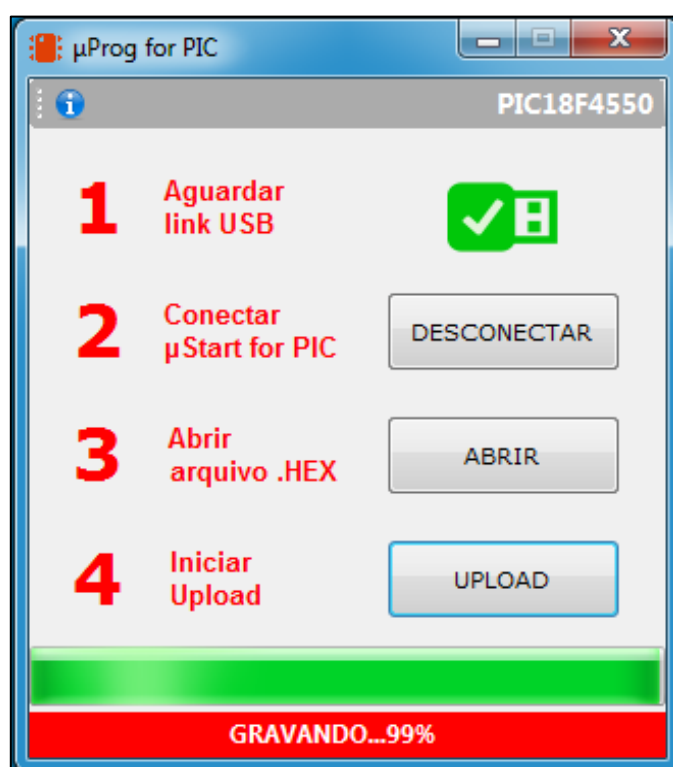 µProg for PIC
PIC18F4550
1
Aguardar
link USB
2
Conectar
µStart for PIC
DESCONECTAR
3
Abrir
arquivo .HEX
ABRIR
4
Iniciar
Upload
UPLOAD
GRAVANDO...99%